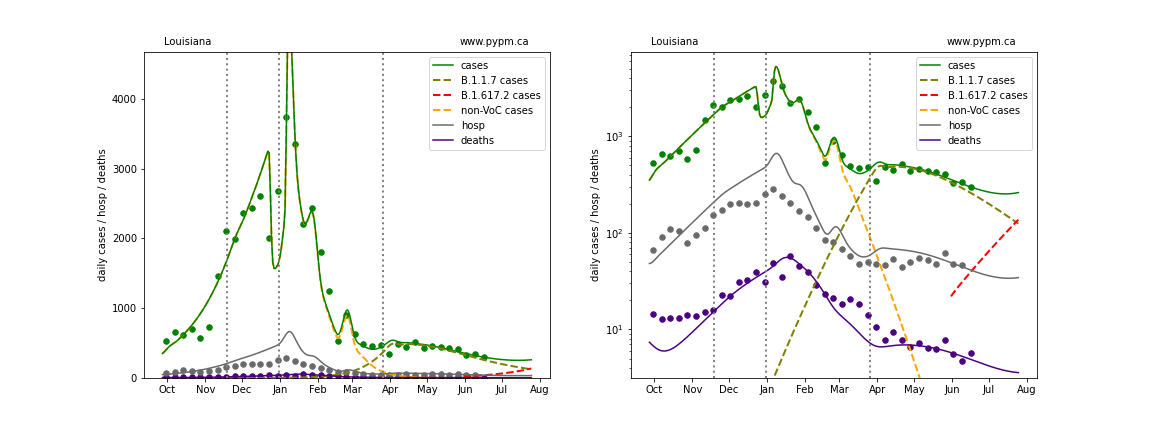 Louisiana www.pypm.ca
daily cases / hosp / deaths
4000
3000
2000
1000
0
Oct Nov Dec Jan Feb Mar Apr May Jun Jul Aug
cases
B.1.1.7 cases
B.1.617.2 cases
non-VoC cases
hosp
deaths
Louisiana www.pypm.ca
daily cases / hosp / deaths
10³
10²
10¹
Oct Nov Dec Jan Feb Mar Apr May Jun Jul Aug
cases
B.1.1.7 cases
B.1.617.2 cases
non-VoC cases
hosp
deaths